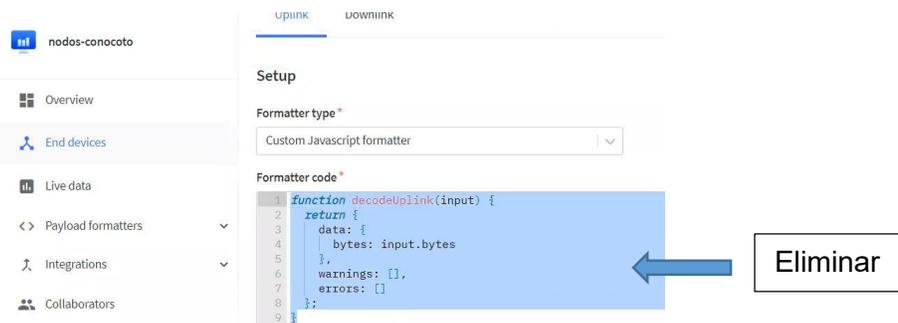 Uplink
Downlink
nodos-conocoto
Setup
Overview
Formatter type*
End devices
Custom Javascript formatter
Formatter code*
Live data
1 function decodeUplink(input) {
2 return {
3 data: {
4 bytes: input.bytes
5 },
6 warnings: [],
7 errors: []
8 };
9 }
Payload formatters
Integrations
Collaborators
Eliminar